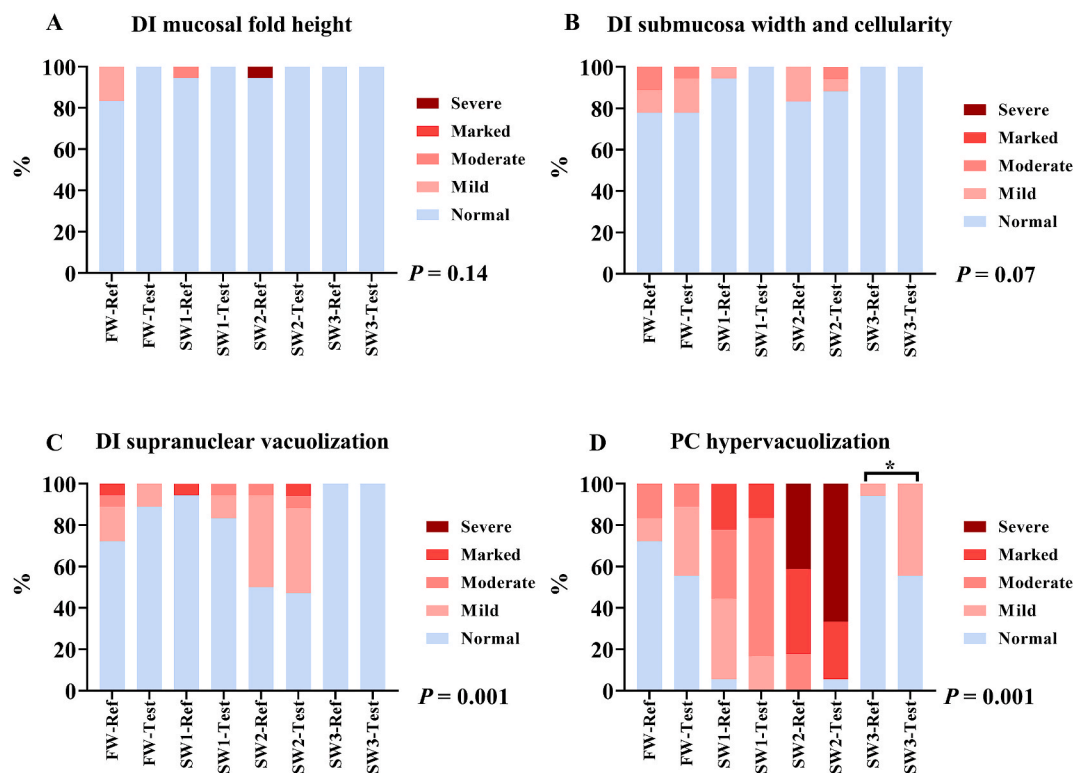 A
DI mucosal fold height
100
80
60
40
20
0
%
Severe
Marked
Moderate
Mild
Normal
P = 0.14
FW-Ref
FW-Test
SW1-Ref
SW1-Test
SW2-Ref
SW2-Test
SW3-Ref
SW3-Test
B
DI submucosa width and cellularity
100
80
60
40
20
0
%
Severe
Marked
Moderate
Mild
Normal
P = 0.07
FW-Ref
FW-Test
SW1-Ref
SW1-Test
SW2-Ref
SW2-Test
SW3-Ref
SW3-Test
C
DI supranuclear vacuolization
100
80
60
40
20
0
%
Severe
Marked
Moderate
Mild
Normal
P = 0.001
FW-Ref
FW-Test
SW1-Ref
SW1-Test
SW2-Ref
SW2-Test
SW3-Ref
SW3-Test
D
PC hypervacuolization
*
100
80
60
40
20
0
%
Severe
Marked
Moderate
Mild
Normal
P = 0.001
FW-Ref
FW-Test
SW1-Ref
SW1-Test
SW2-Ref
SW2-Test
SW3-Ref
SW3-Test